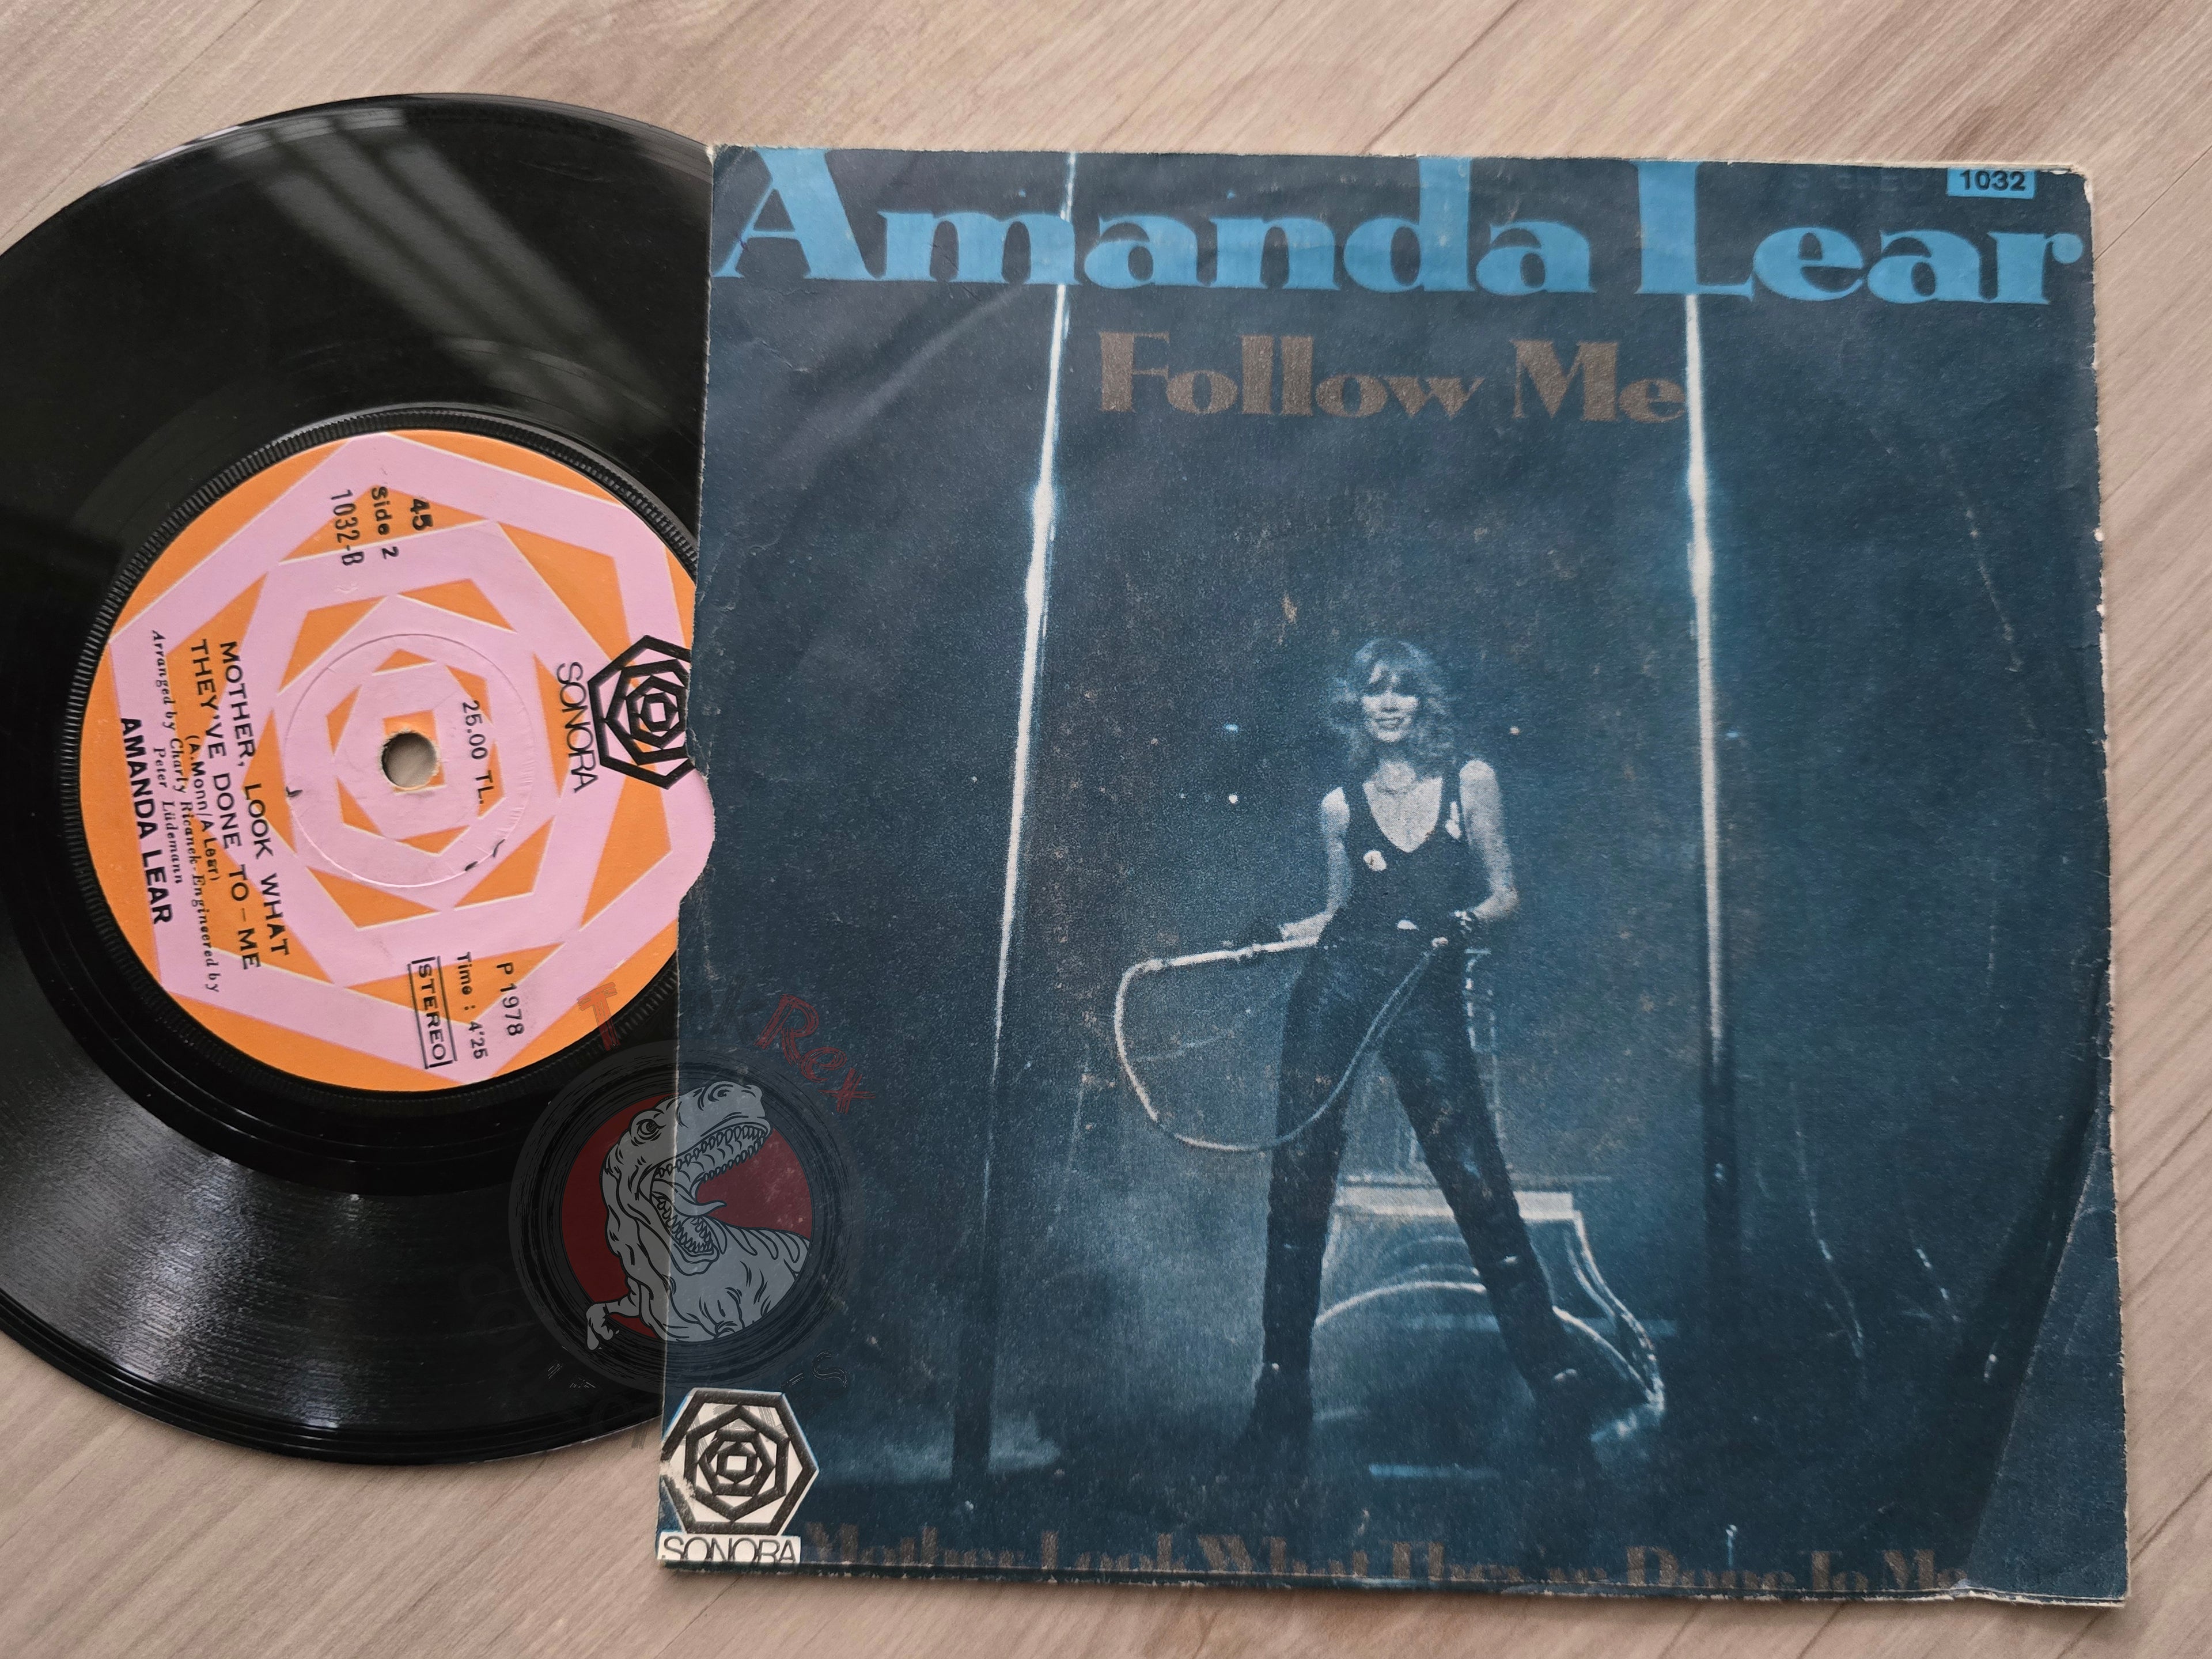 Amanda Lear
STEREO
1032
Follow Me
SONORA
Mother, Look What They've Done To Me
45
Side 2
1032-B
SONORA
25.00 TL.
P 1978
Time : 4'25
STEREO
MOTHER, LOOK WHAT
THEY'VE DONE TO-ME
(A.Monn/A Lear)
Arranged by Charly Ricanek-Engineered by
Peter Lüdemann
AMANDA LEAR
T Rex